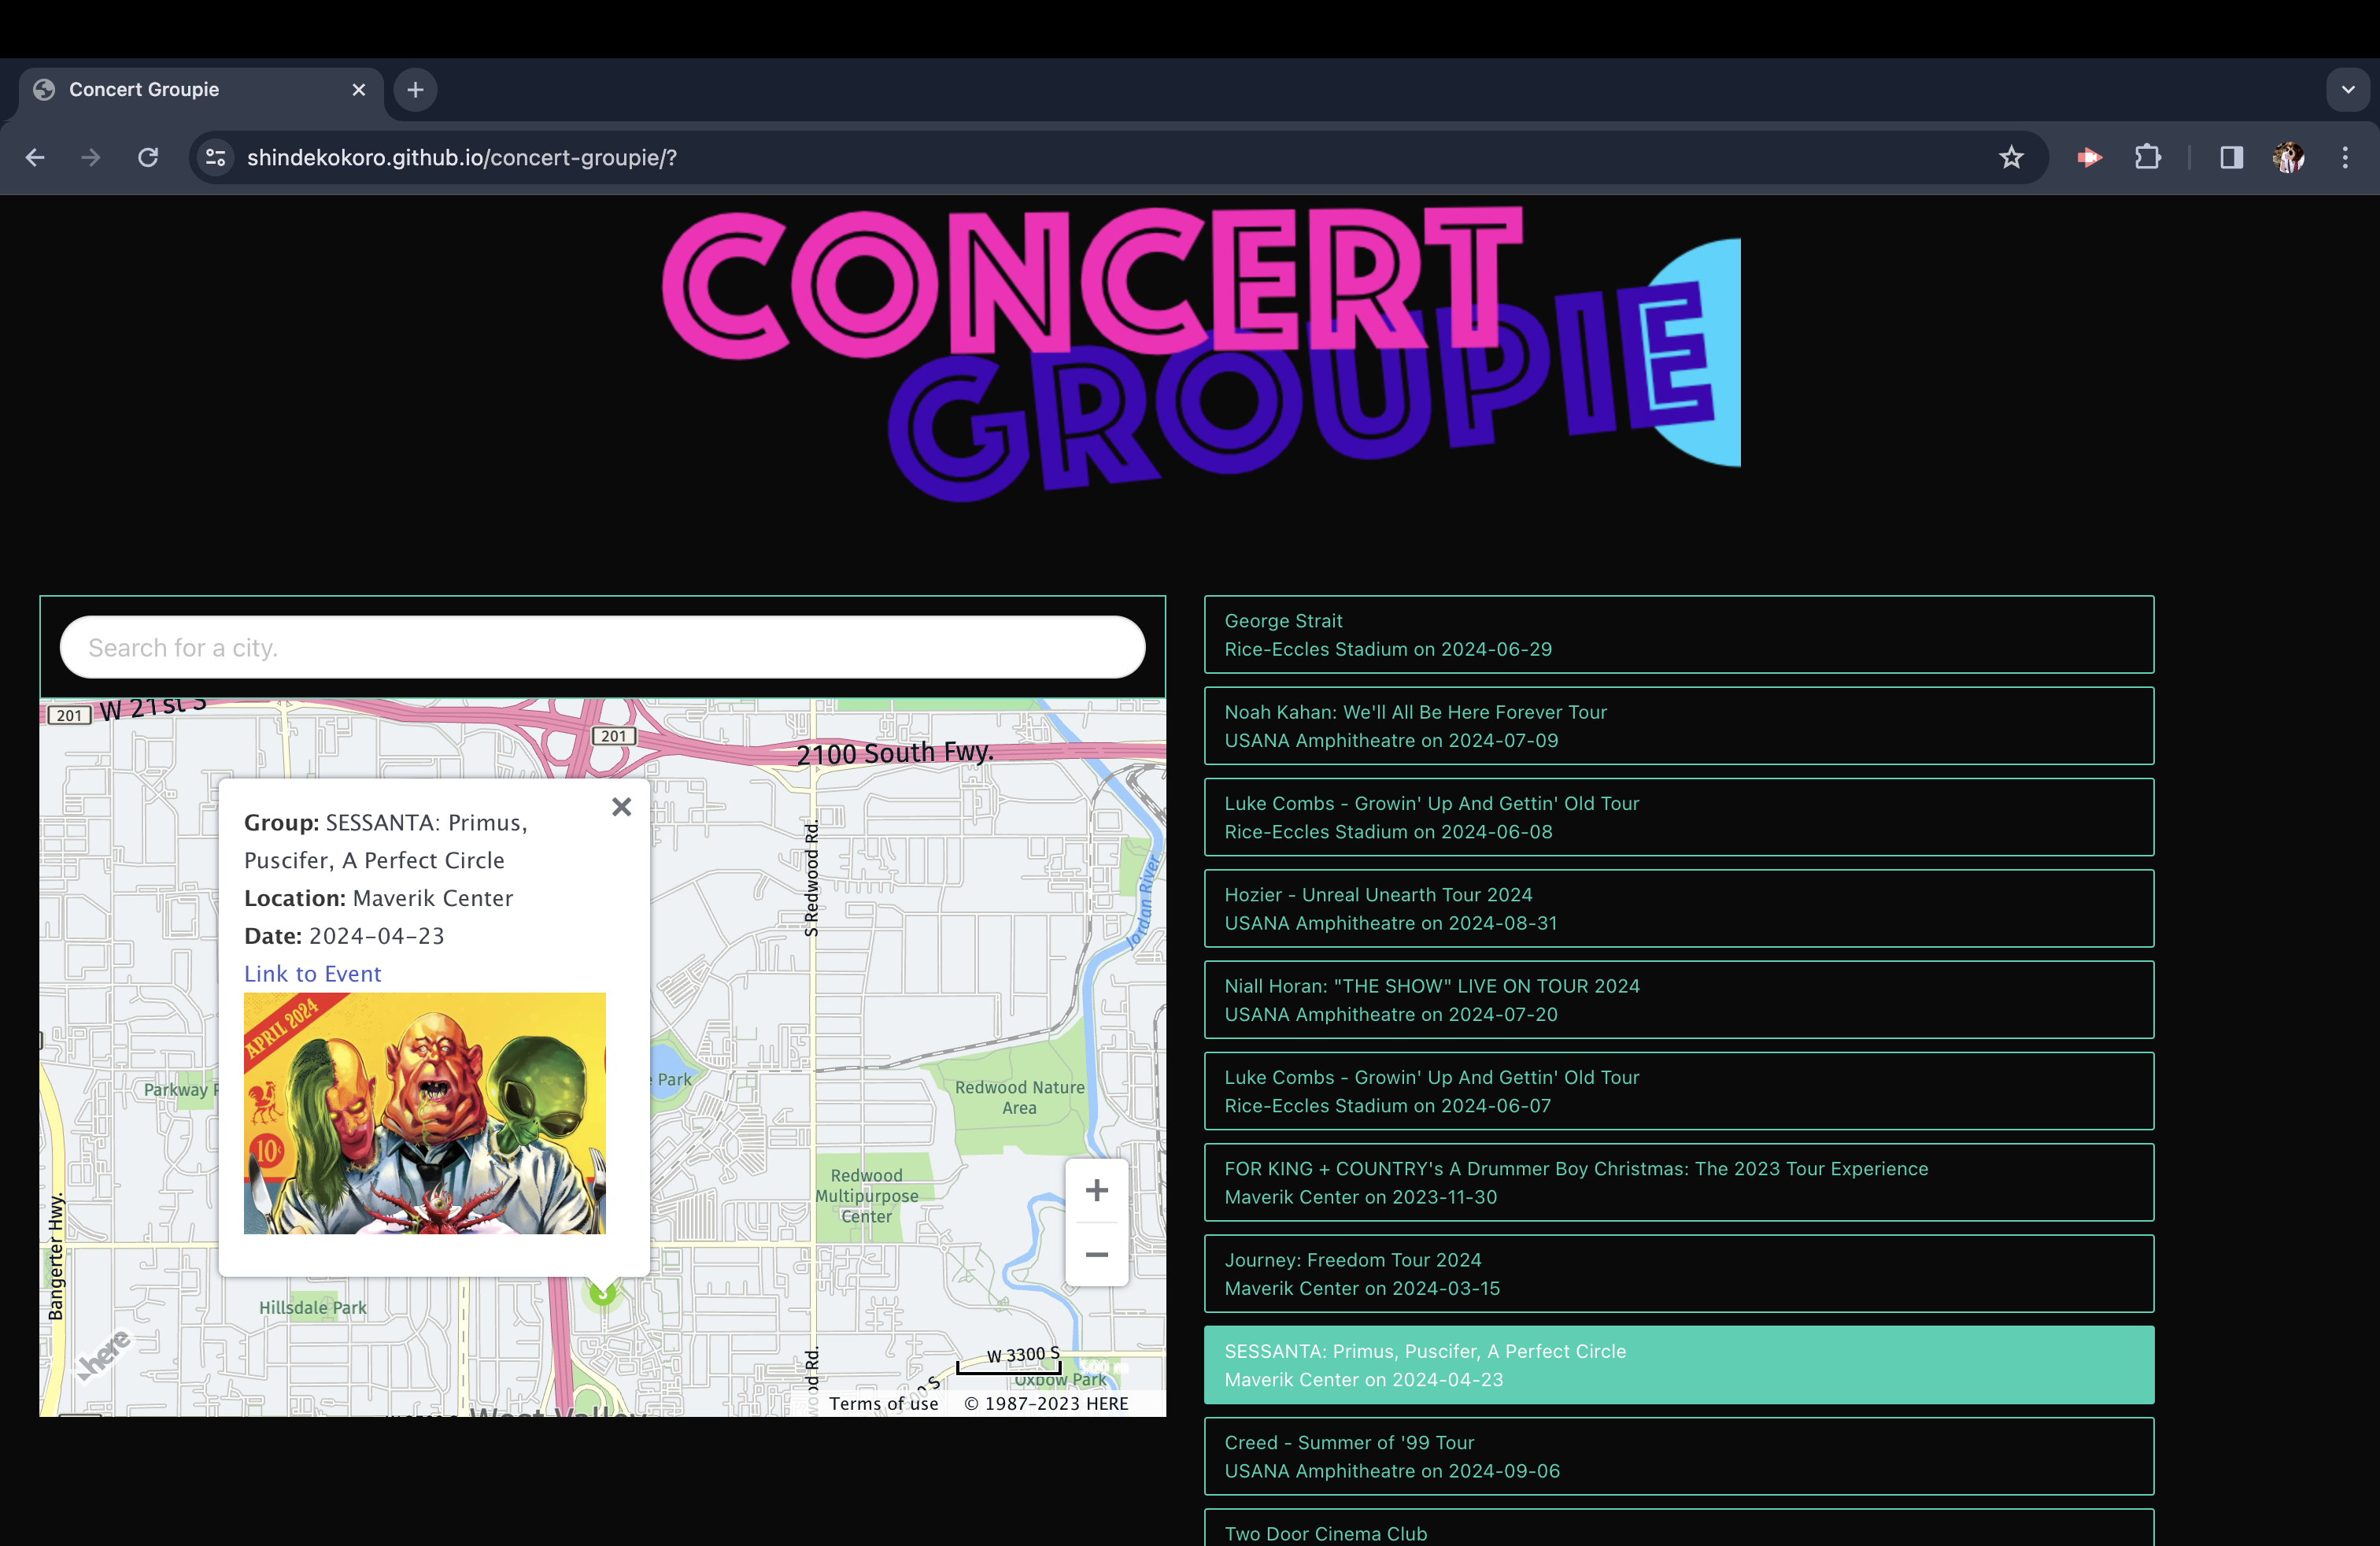 Concert Groupie
shindekokoro.github.io/concert-groupie/?
CONCERT
GROUPIE
Search for a city.
201
W 21st S
201
2100 South Fwy.
S Redwood Rd.
Jordan River
Group: SESSANTA: Primus,
Puscifer, A Perfect Circle
Location: Maverik Center
Date: 2024-04-23
Link to Event
APRIL 2024
10¢
Parkway
Park
Redwood Nature
Area
Redwood
Multipurpose
Center
Bangerter Hwy.
Hillsdale Park
3
here
W 3300 S
500 m
Oxbow Park
Rd.
West Valley
Terms of use
© 1987–2023 HERE
George Strait
Rice-Eccles Stadium on 2024-06-29
Noah Kahan: We'll All Be Here Forever Tour
USANA Amphitheatre on 2024-07-09
Luke Combs - Growin' Up And Gettin' Old Tour
Rice-Eccles Stadium on 2024-06-08
Hozier - Unreal Unearth Tour 2024
USANA Amphitheatre on 2024-08-31
Niall Horan: "THE SHOW" LIVE ON TOUR 2024
USANA Amphitheatre on 2024-07-20
Luke Combs - Growin' Up And Gettin' Old Tour
Rice-Eccles Stadium on 2024-06-07
FOR KING + COUNTRY's A Drummer Boy Christmas: The 2023 Tour Experience
Maverik Center on 2023-11-30
Journey: Freedom Tour 2024
Maverik Center on 2024-03-15
SESSANTA: Primus, Puscifer, A Perfect Circle
Maverik Center on 2024-04-23
Creed - Summer of '99 Tour
USANA Amphitheatre on 2024-09-06
Two Door Cinema Club